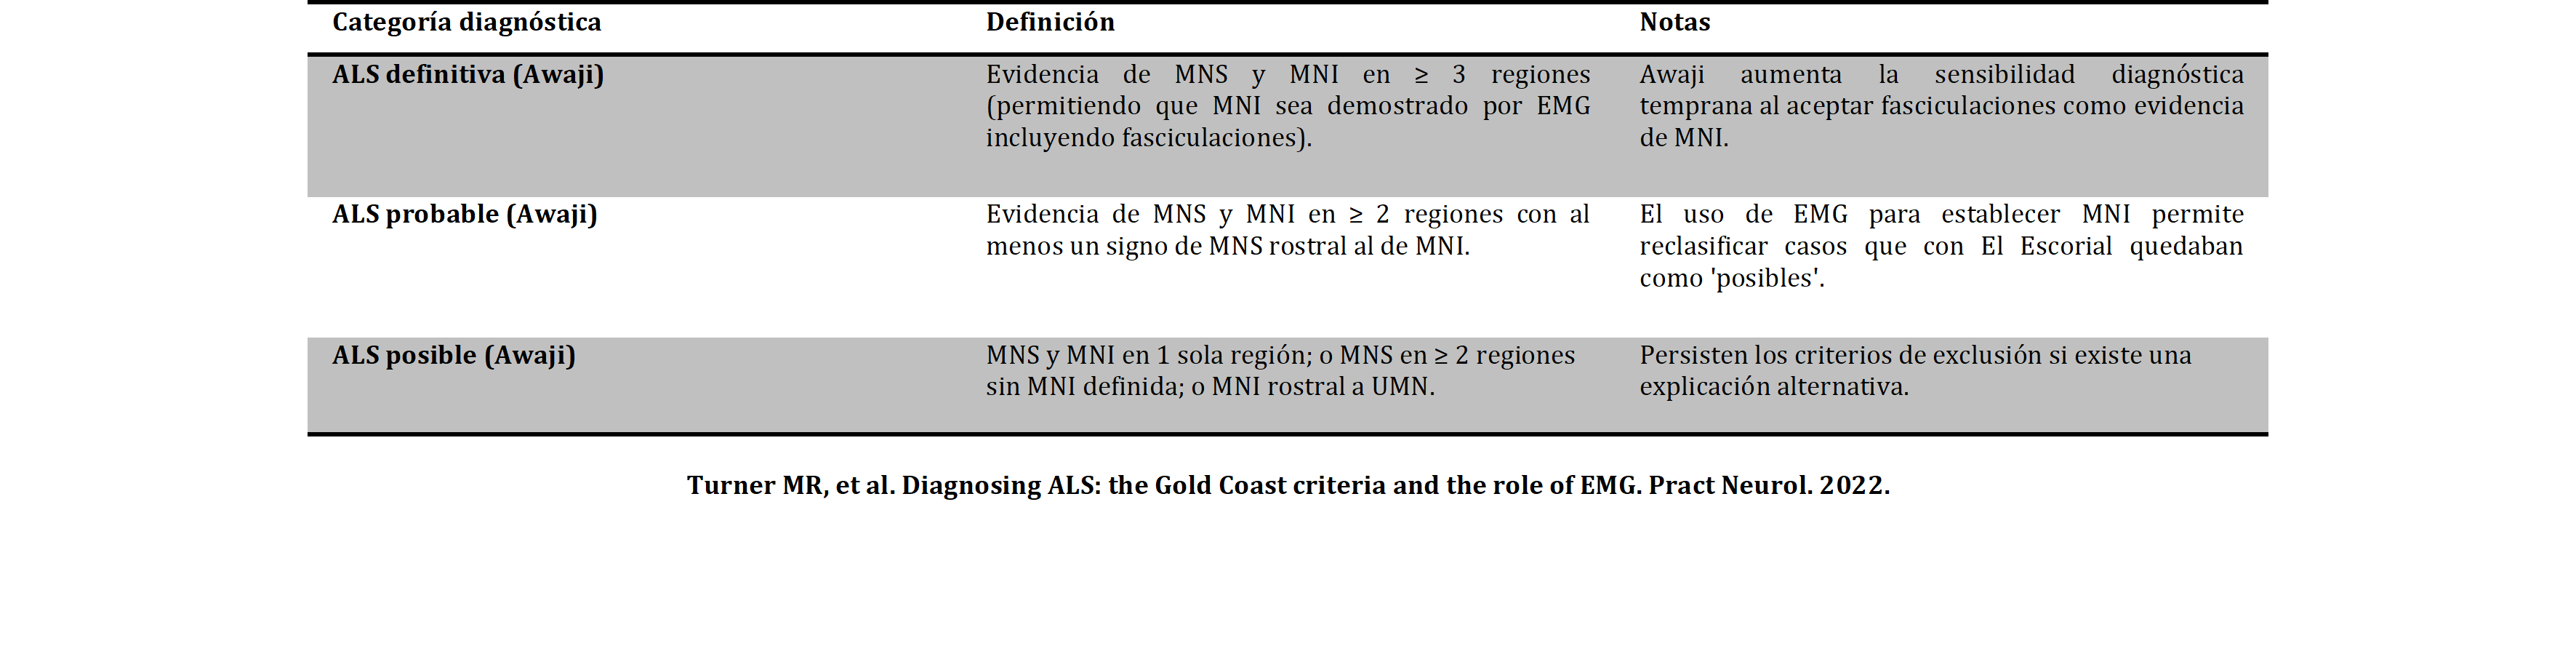 Categoría diagnóstica Definición Notas
ALS definitiva (Awaji)
Evidencia de MNS y MNI en ≥ 3 regiones
(permitiendo que MNI sea demostrado por EMG
incluyendo fasciculaciones).
Awaji aumenta la sensibilidad diagnóstica
temprana al aceptar fasciculaciones como evidencia
de MNI.
ALS probable (Awaji)
Evidencia de MNS y MNI en ≥ 2 regiones con al
menos un signo de MNS rostral al de MNI.
El uso de EMG para establecer MNI permite
reclasificar casos que con El Escorial quedaban
como 'posibles'.
ALS posible (Awaji)
MNS y MNI en 1 sola región; o MNS en ≥ 2 regiones
sin MNI definida; o MNI rostral a UMN.
Persisten los criterios de exclusión si existe una
explicación alternativa.
Turner MR, et al. Diagnosing ALS: the Gold Coast criteria and the role of EMG. Pract Neurol. 2022.